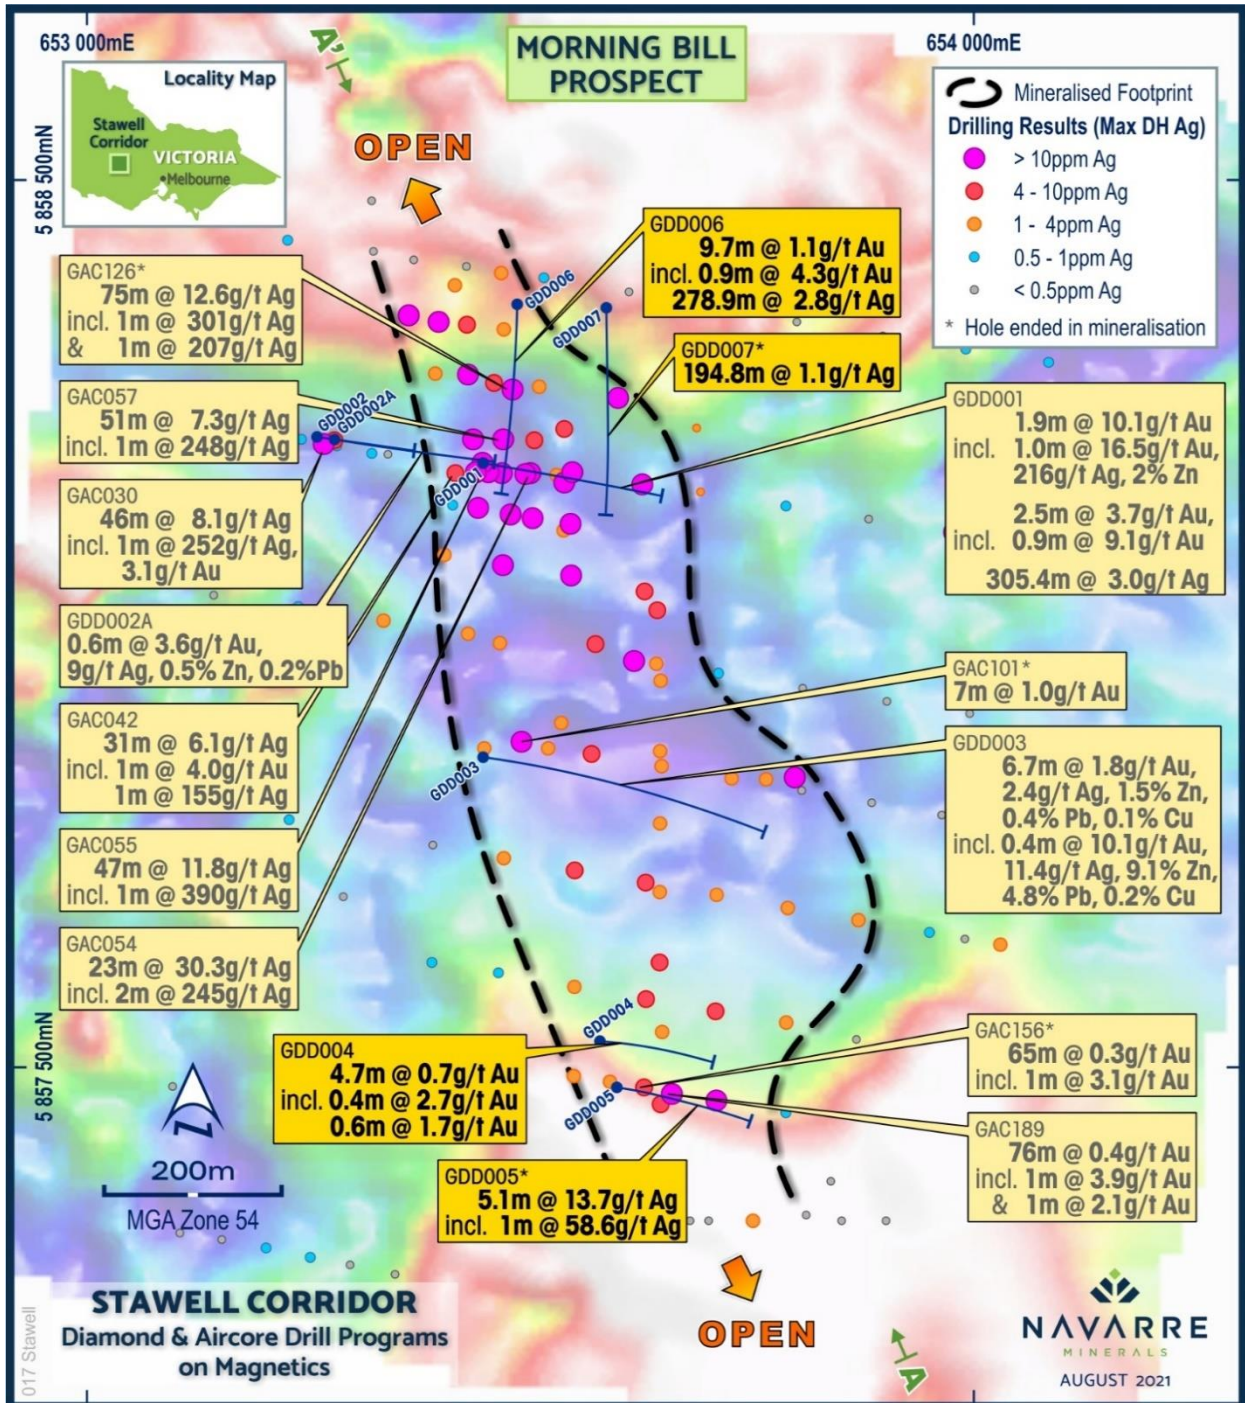 653 000mE
A'
MORNING BILL
PROSPECT
654 000mE
Locality Map
Stawell
Corridor
VICTORIA
Melbourne
5 858 500mN
OPEN
Mineralised Footprint
Drilling Results (Max DH Ag)
> 10ppm Ag
4 - 10ppm Ag
1 - 4ppm Ag
0.5 - 1ppm Ag
< 0.5ppm Ag
* Hole ended in mineralisation
GDD006
9.7m @ 1.1g/t Au
incl. 0.9m @ 4.3g/t Au
278.9m @ 2.8g/t Ag
GAC126*
75m @ 12.6g/t Ag
incl. 1m @ 301g/t Ag
& 1m @ 207g/t Ag
GDD006
GDD007
GDD007*
194.8m @ 1.1g/t Ag
GAC057
51m @ 7.3g/t Ag
incl. 1m @ 248g/t Ag
GDD002
GDD002A
GDD001
GDD001
1.9m @ 10.1g/t Au
incl. 1.0m @ 16.5g/t Au,
216g/t Ag, 2% Zn
2.5m @ 3.7g/t Au,
incl. 0.9m @ 9.1g/t Au
305.4m @ 3.0g/t Ag
GAC030
46m @ 8.1g/t Ag
incl. 1m @ 252g/t Ag,
3.1g/t Au
GDD002A
0.6m @ 3.6g/t Au,
9g/t Ag, 0.5% Zn, 0.2%Pb
GAC101*
7m @ 1.0g/t Au
GAC042
31m @ 6.1g/t Ag
incl. 1m @ 4.0g/t Au
1m @ 155g/t Ag
GDD003
GDD003
6.7m @ 1.8g/t Au,
2.4g/t Ag, 1.5% Zn,
0.4% Pb, 0.1% Cu
incl. 0.4m @ 10.1g/t Au,
11.4g/t Ag, 9.1% Zn,
4.8% Pb, 0.2% Cu
GAC055
47m @ 11.8g/t Ag
incl. 1m @ 390g/t Ag
GAC054
23m @ 30.3g/t Ag
incl. 2m @ 245g/t Ag
GDD004
GDD004
4.7m @ 0.7g/t Au
incl. 0.4m @ 2.7g/t Au
0.6m @ 1.7g/t Au
GAC156*
65m @ 0.3g/t Au
incl. 1m @ 3.1g/t Au
5 857 500mN
GDD005
GAC189
76m @ 0.4g/t Au
incl. 1m @ 3.9g/t Au
& 1m @ 2.1g/t Au
GDD005*
5.1m @ 13.7g/t Ag
incl. 1m @ 58.6g/t Ag
N
200m
MGA Zone 54
OPEN
A
STAWELL CORRIDOR
Diamond & Aircore Drill Programs
on Magnetics
NAVARRE
MINERALS
AUGUST 2021
017 Stawell